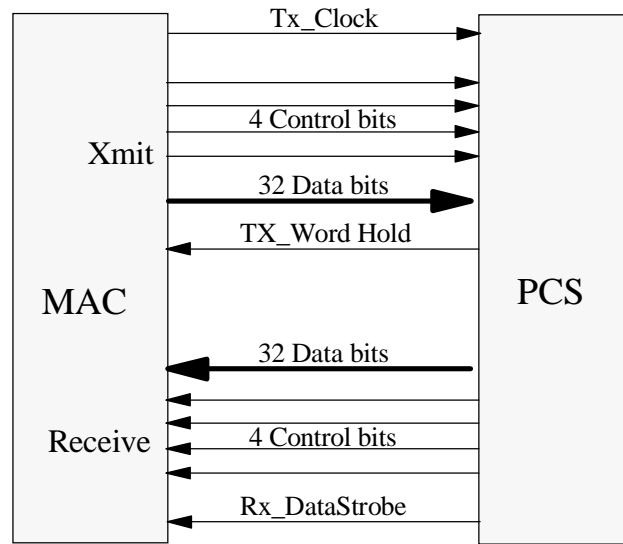 Tx_Clock
4 Control bits
Xmit
32 Data bits
TX_Word Hold
MAC
PCS
32 Data bits
Receive
4 Control bits
Rx_DataStrobe